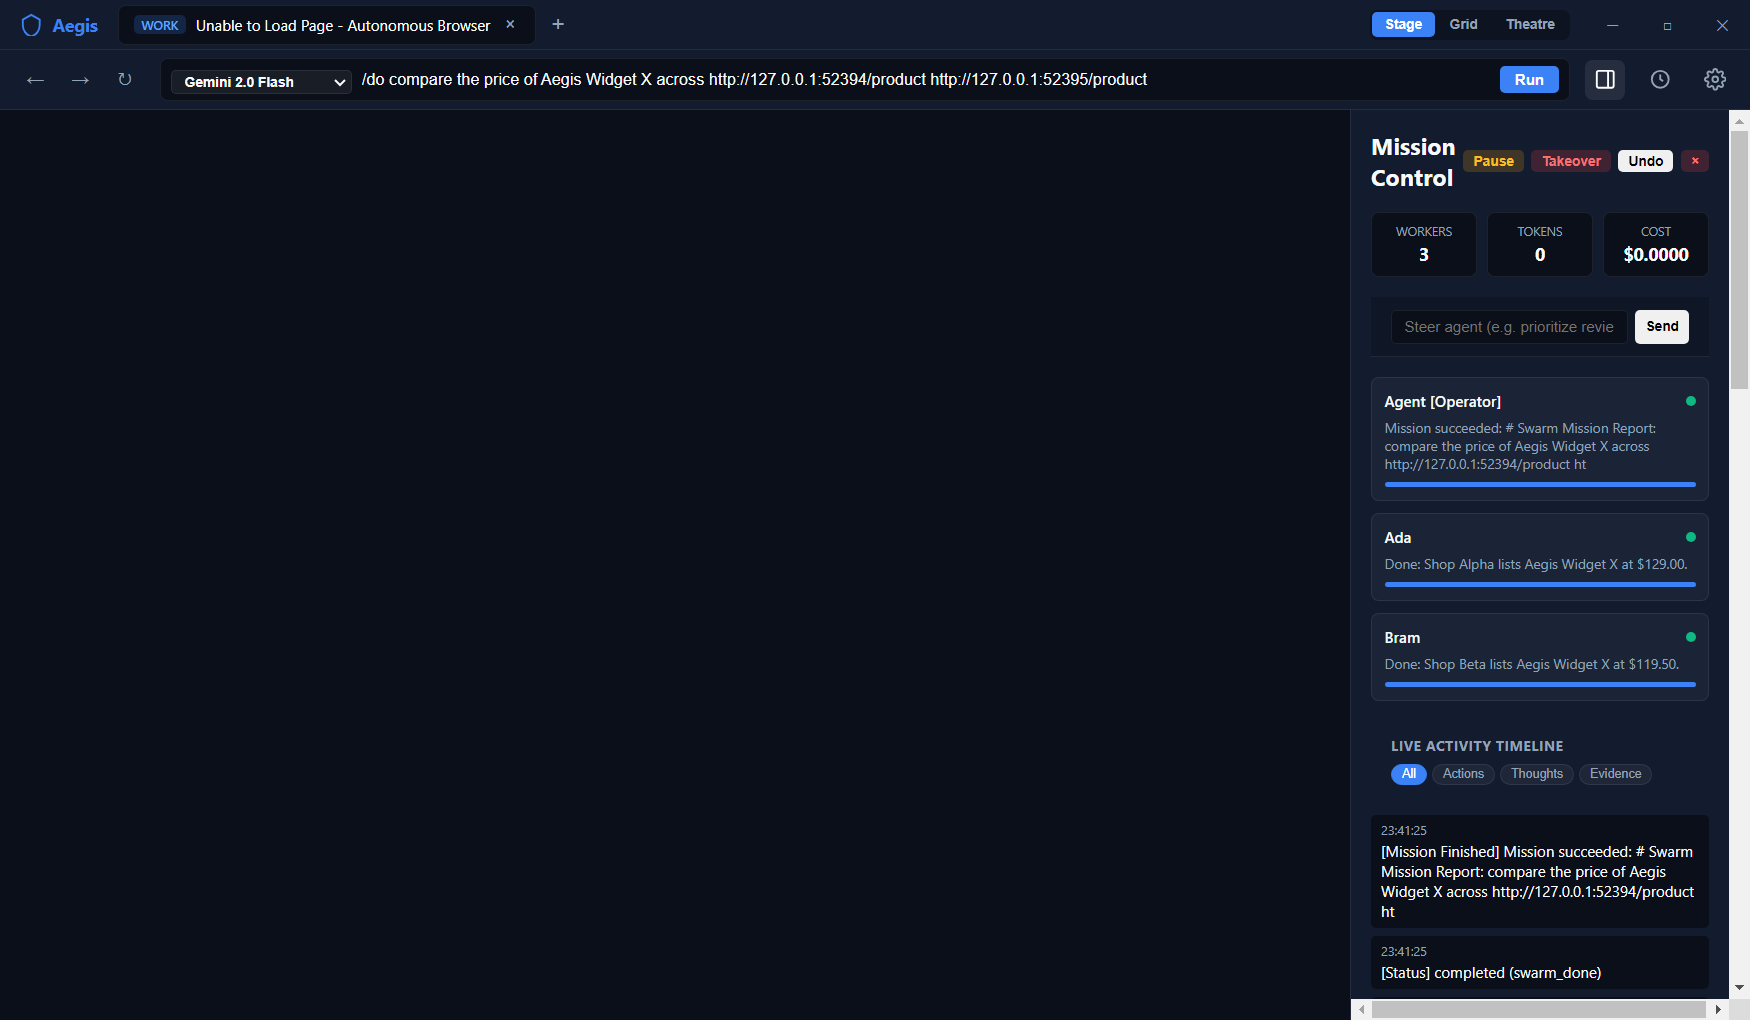 Aegis
WORK Unable to Load Page - Autonomous Browser × +
Stage Grid Theatre
Gemini 2.0 Flash /do compare the price of Aegis Widget X across http://127.0.0.1:52394/product http://127.0.0.1:52395/product Run
Mission
Control
Pause Takeover Undo ×
WORKERS TOKENS COST
3 0 $0.0000
Steer agent (e.g. prioritize revie Send
Agent [Operator]
Mission succeeded: # Swarm Mission Report:
compare the price of Aegis Widget X across
http://127.0.0.1:52394/product ht
Ada
Done: Shop Alpha lists Aegis Widget X at $129.00.
Bram
Done: Shop Beta lists Aegis Widget X at $119.50.
LIVE ACTIVITY TIMELINE
All Actions Thoughts Evidence
23:41:25
[Mission Finished] Mission succeeded: # Swarm
Mission Report: compare the price of Aegis
Widget X across http://127.0.0.1:52394/product
ht
23:41:25
[Status] completed (swarm_done)